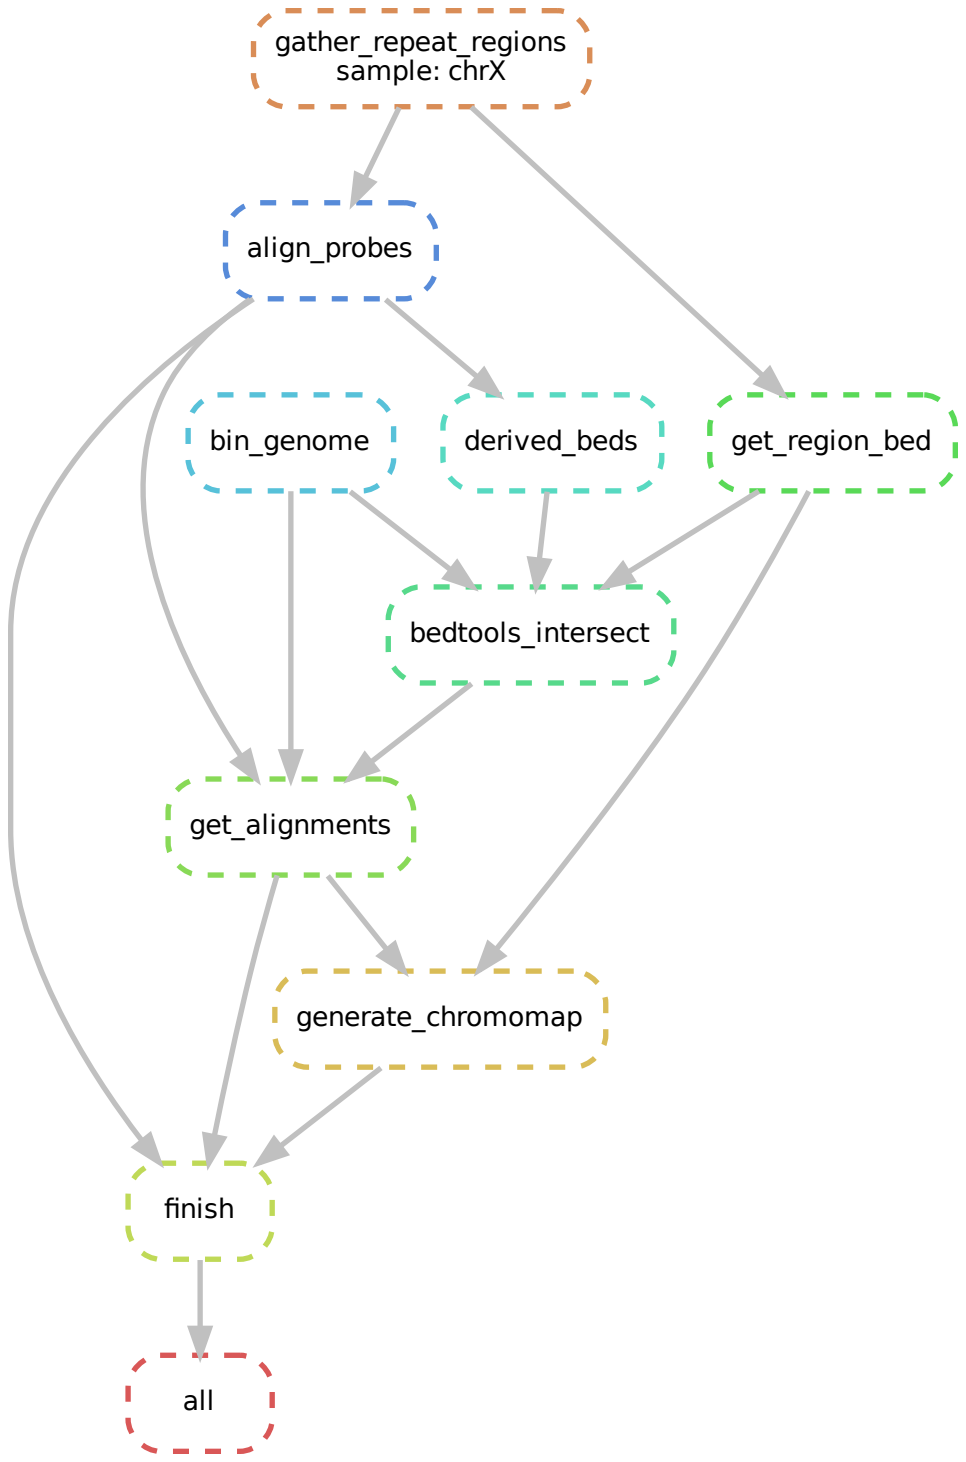 gather_repeat_regions
sample: chrX
align_probes
bin_genome
derived_beds
get_region_bed
bedtools_intersect
get_alignments
generate_chromomap
finish
all